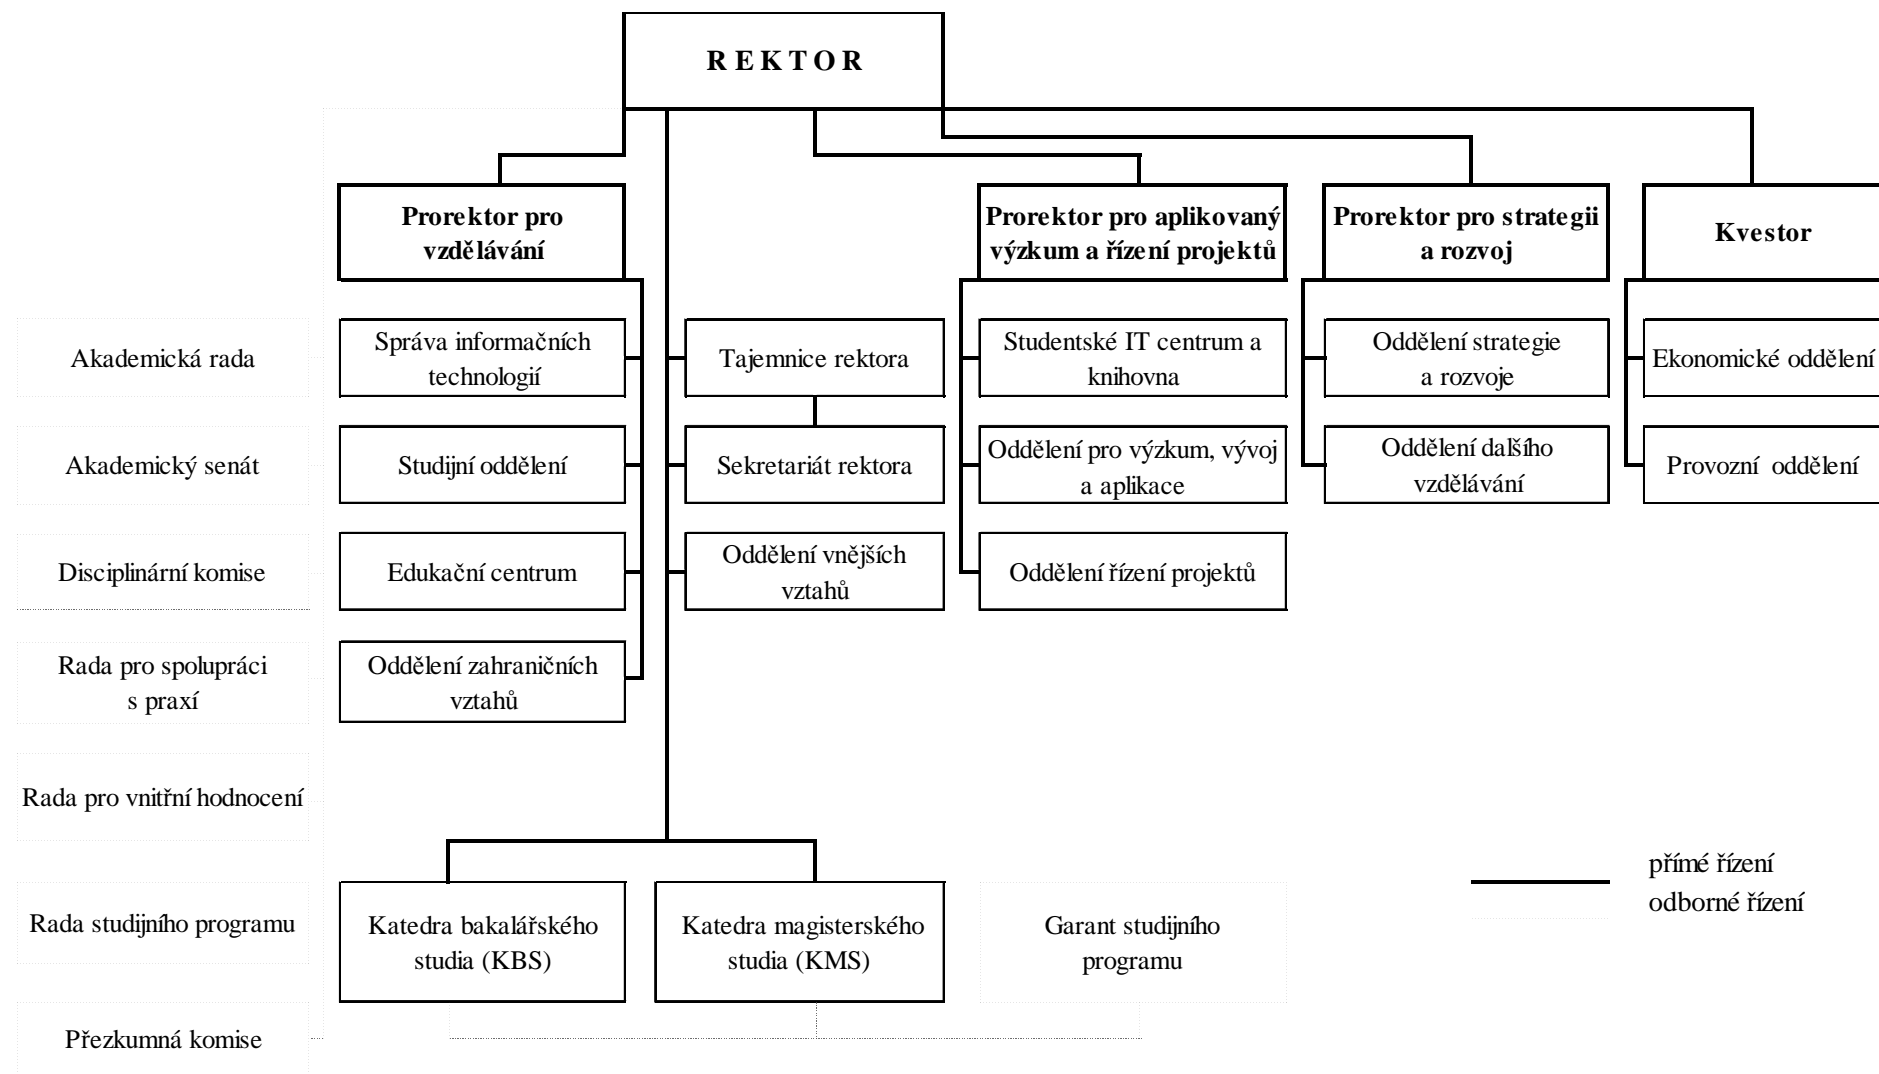 REKTOR
Prorektor pro
vzdělávání
Prorektor pro aplikovaný
výzkum a řízení projektů
Prorektor pro strategii
a rozvoj
Kvestor
Akademická rada
Správa informačních
technologií
Tajemnice rektora
Studentské IT centrum a
knihovna
Oddělení strategie
a rozvoje
Ekonomické oddělení
Akademický senát
Studijní oddělení
Sekretariát rektora
Oddělení pro výzkum, vývoj
a aplikace
Oddělení dalšího
vzdělávání
Provozní oddělení
Disciplinární komise
Edukační centrum
Oddělení vnějších
vztahů
Oddělení řízení projektů
Rada pro spolupráci
s praxí
Oddělení zahraničních
vztahů
Rada pro vnitřní hodnocení
přímé řízení
odborné řízení
Rada studijního programu
Katedra bakalářského
studia (KBS)
Katedra magisterského
studia (KMS)
Garant studijního
programu
Přezkumná komise